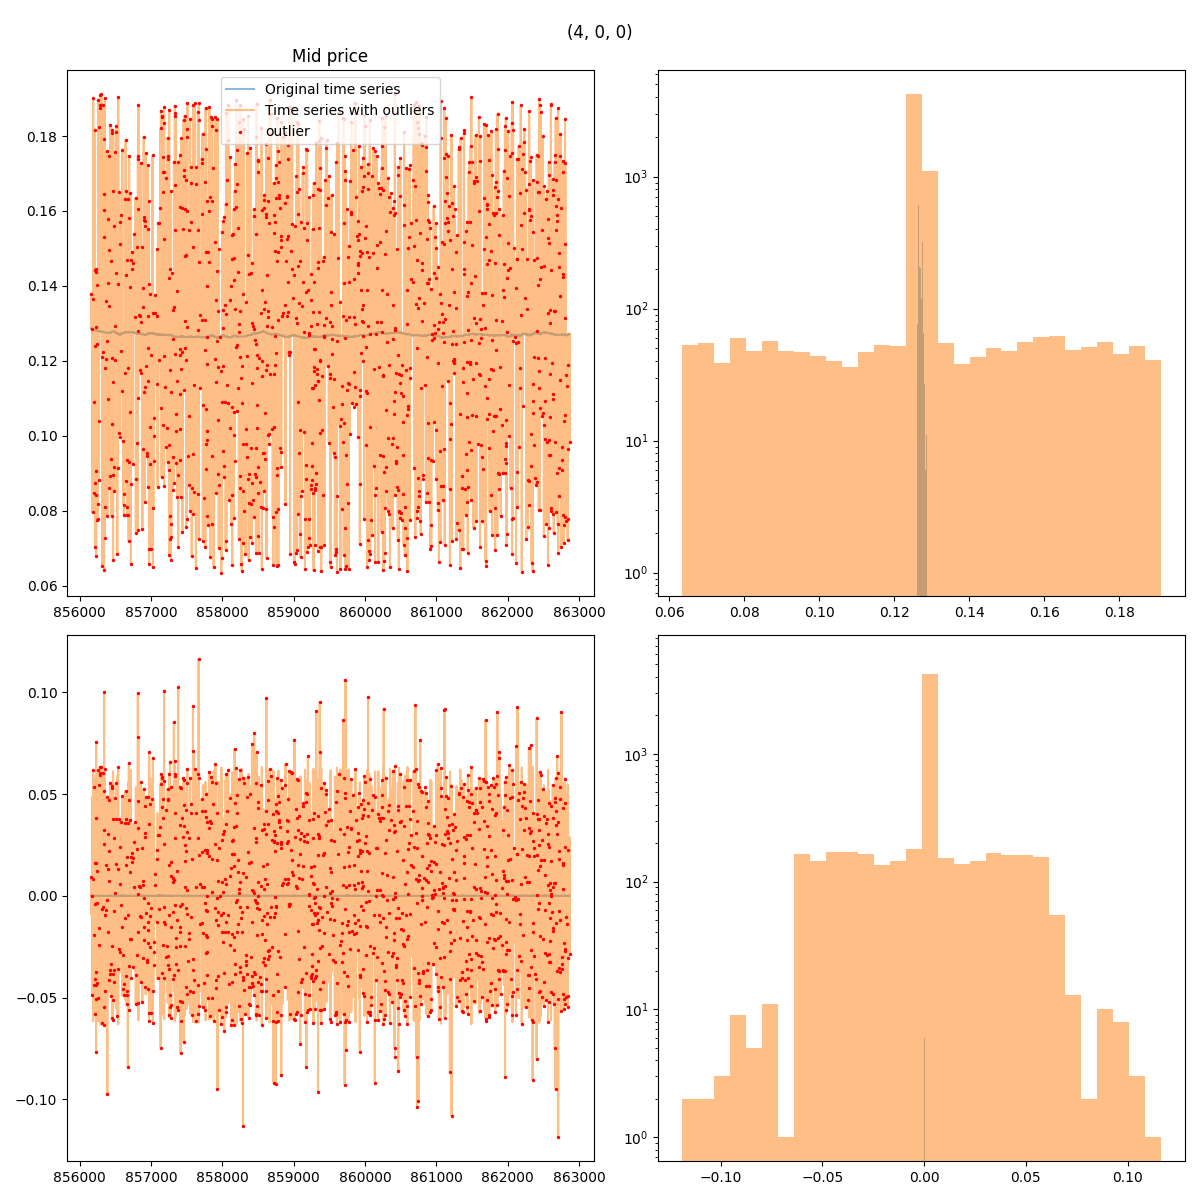 (4, 0, 0)
Mid price
Original time series
Time series with outliers
outlier
0.18
0.16
0.14
0.12
0.10
0.08
0.06
856000 857000 858000 859000 860000 861000 862000 863000
10³
10²
10¹
10⁰
0.06 0.08 0.10 0.12 0.14 0.16 0.18
0.10
0.05
0.00
−0.05
−0.10
856000 857000 858000 859000 860000 861000 862000 863000
10³
10²
10¹
10⁰
−0.10 −0.05 0.00 0.05 0.10